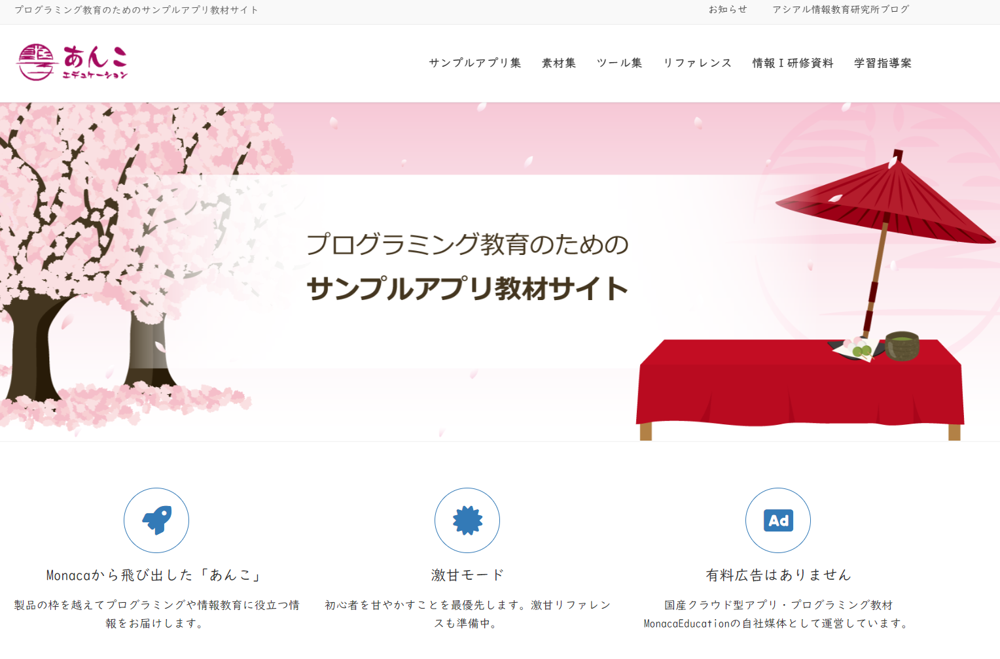 プログラミング教育のためのサンプルアプリ教材サイト
お知らせ
アシアル情報教育研究所ブログ
あんこ
エデュケーション
サンプルアプリ集
素材集
ツール集
リファレンス
情報Ⅰ研修資料
学習指導案
プログラミング教育のための
サンプルアプリ教材サイト
Ad
Monacaから飛び出した「あんこ」
製品の枠を越えてプログラミングや情報教育に役立つ情
報をお届けします。
激甘モード
初心者を甘やかすことを最優先します。激甘リファレン
スも準備中。
有料広告はありません
国産クラウド型アプリ・プログラミング教材
MonacaEducationの自社媒体として運営しています。